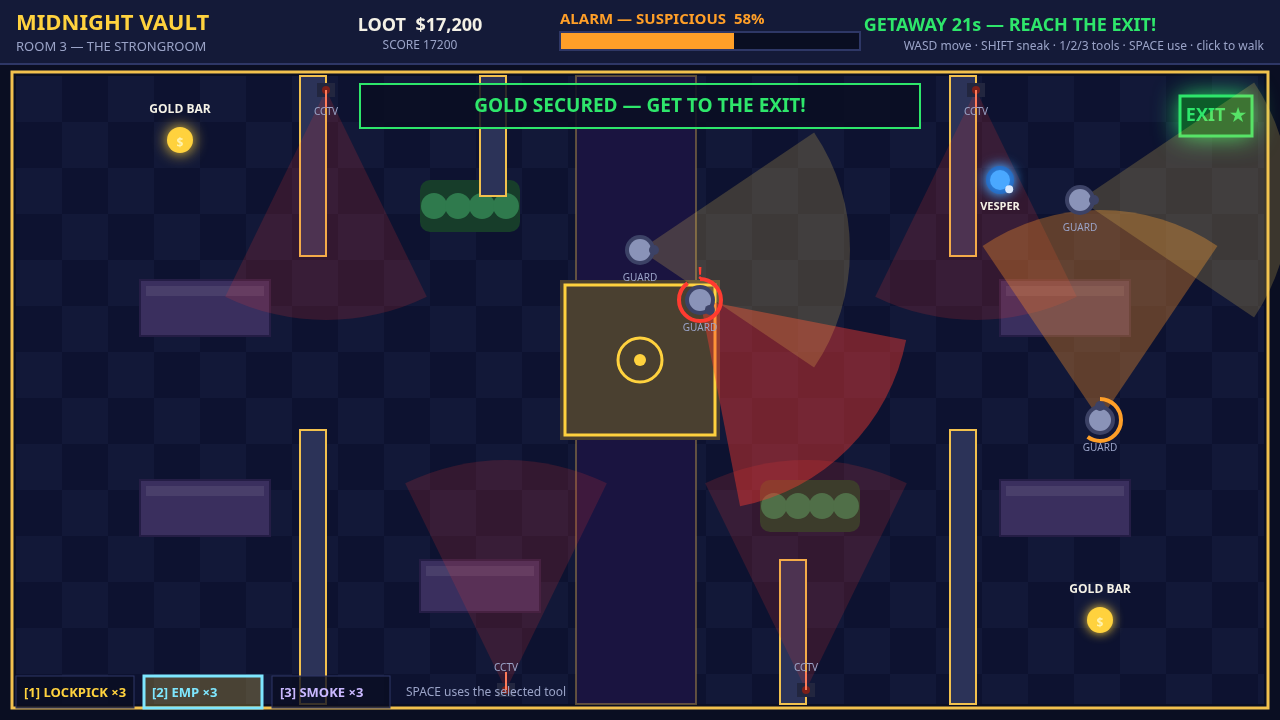 MIDNIGHT VAULT
ROOM 3 — THE STRONGROOM
LOOT $17,200
SCORE 17200
ALARM — SUSPICIOUS 58%
GETAWAY 21s — REACH THE EXIT!
WASD move · SHIFT sneak · 1/2/3 tools · SPACE use · click to walk
GOLD SECURED — GET TO THE EXIT!
GOLD BAR
$
CCTV
CCTV
EXIT ★
VESPER
GUARD
GUARD
!
GUARD
GUARD
GOLD BAR
$
CCTV
CCTV
[1] LOCKPICK ×3
[2] EMP ×3
[3] SMOKE ×3
SPACE uses the selected tool